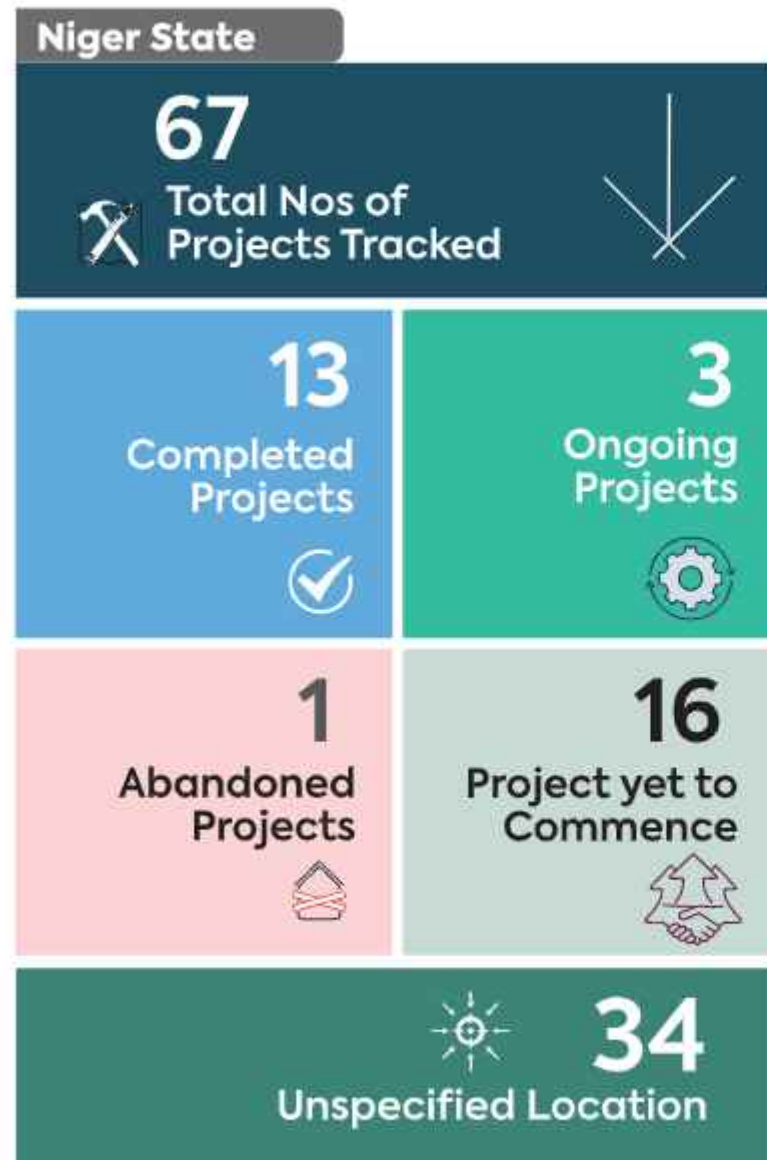 Niger State
67
Total Nos of
Projects Tracked
13
Completed
Projects
3
Ongoing
Projects
1
Abandoned
Projects
16
Project yet to
Commence
34
Unspecified Location